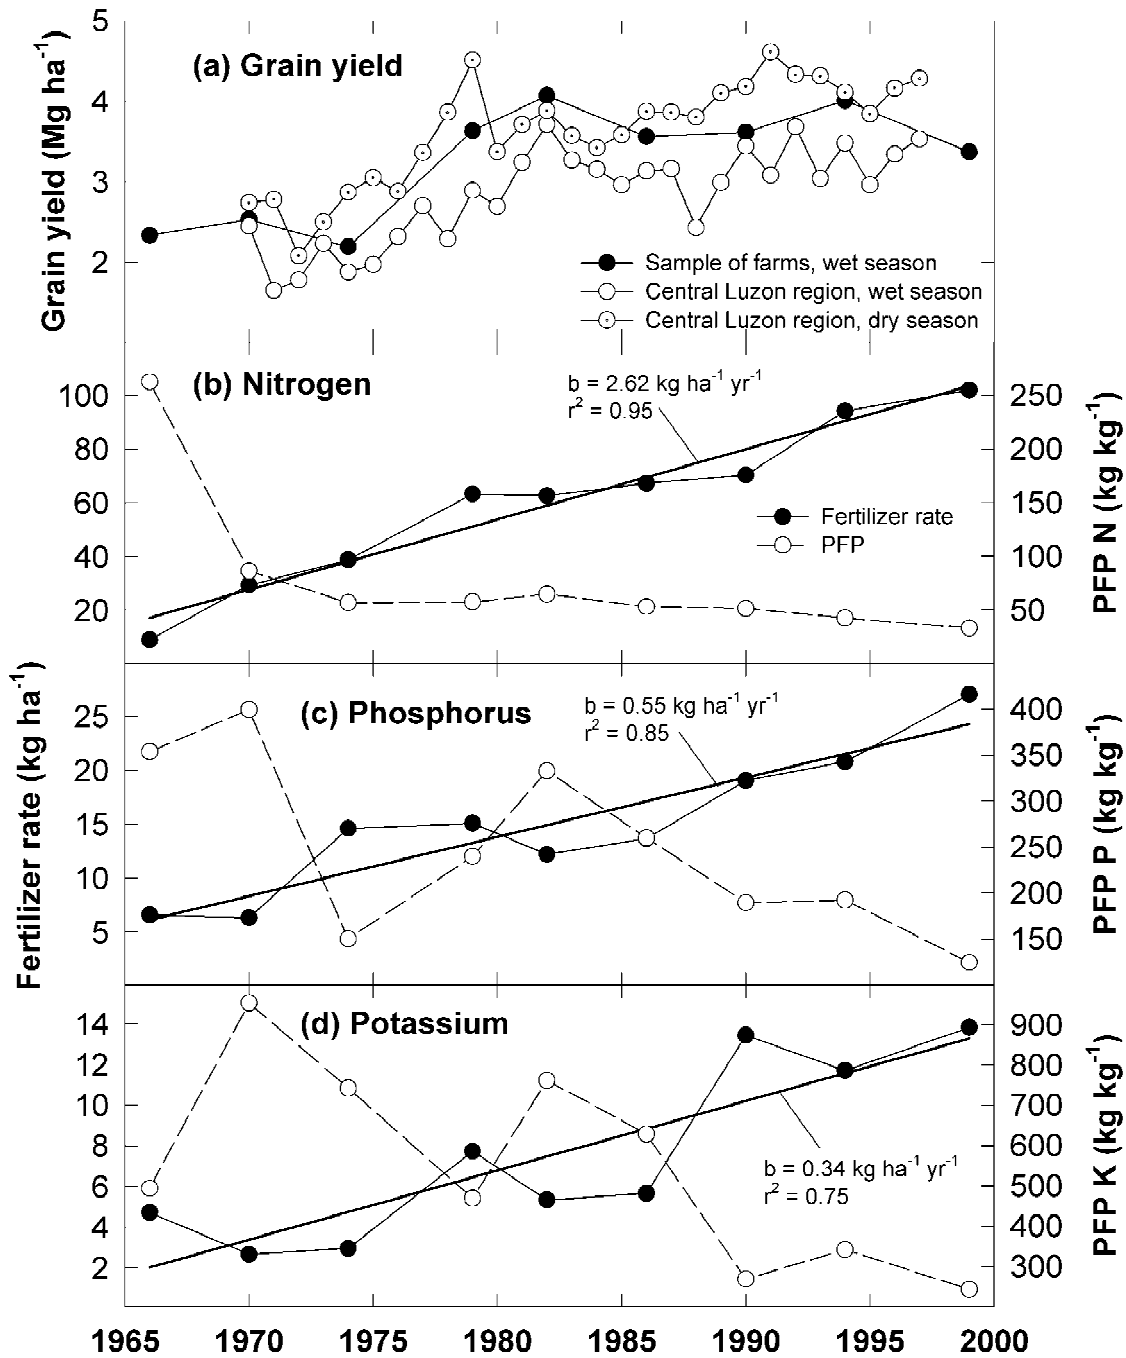 (a) Grain yield
Grain yield (Mg ha⁻¹)
5
4
3
2
Sample of farms, wet season
Central Luzon region, wet season
Central Luzon region, dry season
(b) Nitrogen
b = 2.62 kg ha⁻¹ yr⁻¹
r² = 0.95
100
80
60
40
20
250
200
150
100
50
PFP N (kg kg⁻¹)
Fertilizer rate
PFP
Fertilizer rate (kg ha⁻¹)
(c) Phosphorus
b = 0.55 kg ha⁻¹ yr⁻¹
r² = 0.85
25
20
15
10
5
400
350
300
250
200
150
PFP P (kg kg⁻¹)
(d) Potassium
14
12
10
8
6
4
2
900
800
700
600
500
400
300
PFP K (kg kg⁻¹)
b = 0.34 kg ha⁻¹ yr⁻¹
r² = 0.75
1965 1970 1975 1980 1985 1990 1995 2000